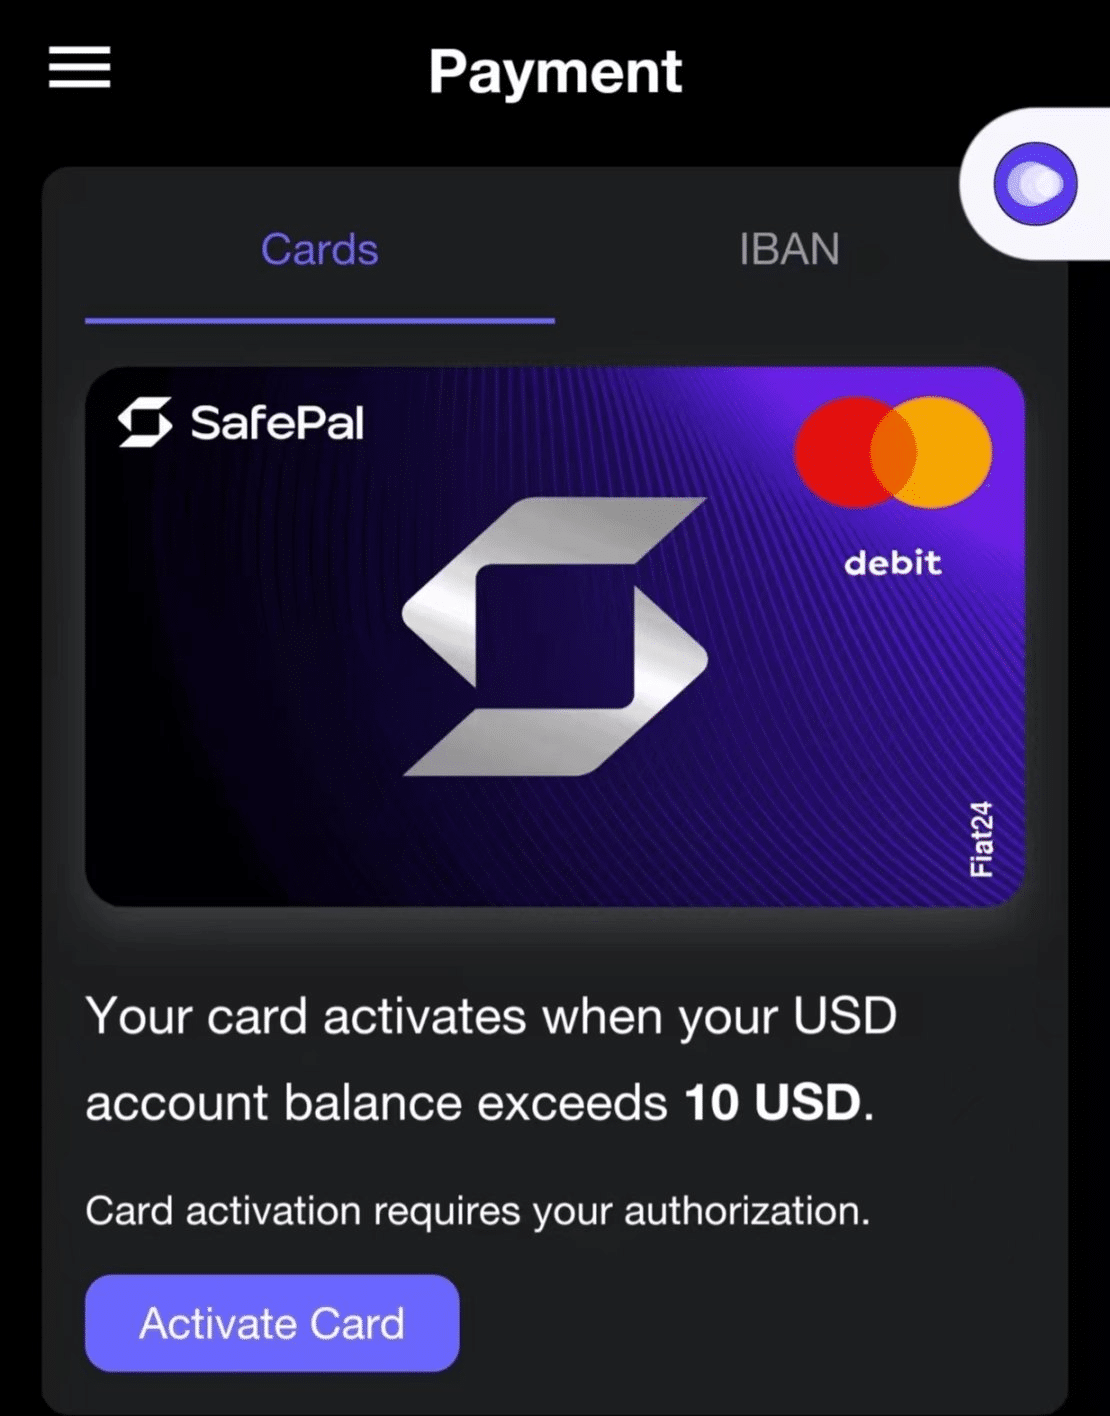 Payment
Cards
IBAN
SafePal
debit
Fiat24
Your card activates when your USD
account balance exceeds 10 USD.
Card activation requires your authorization.
Activate Card